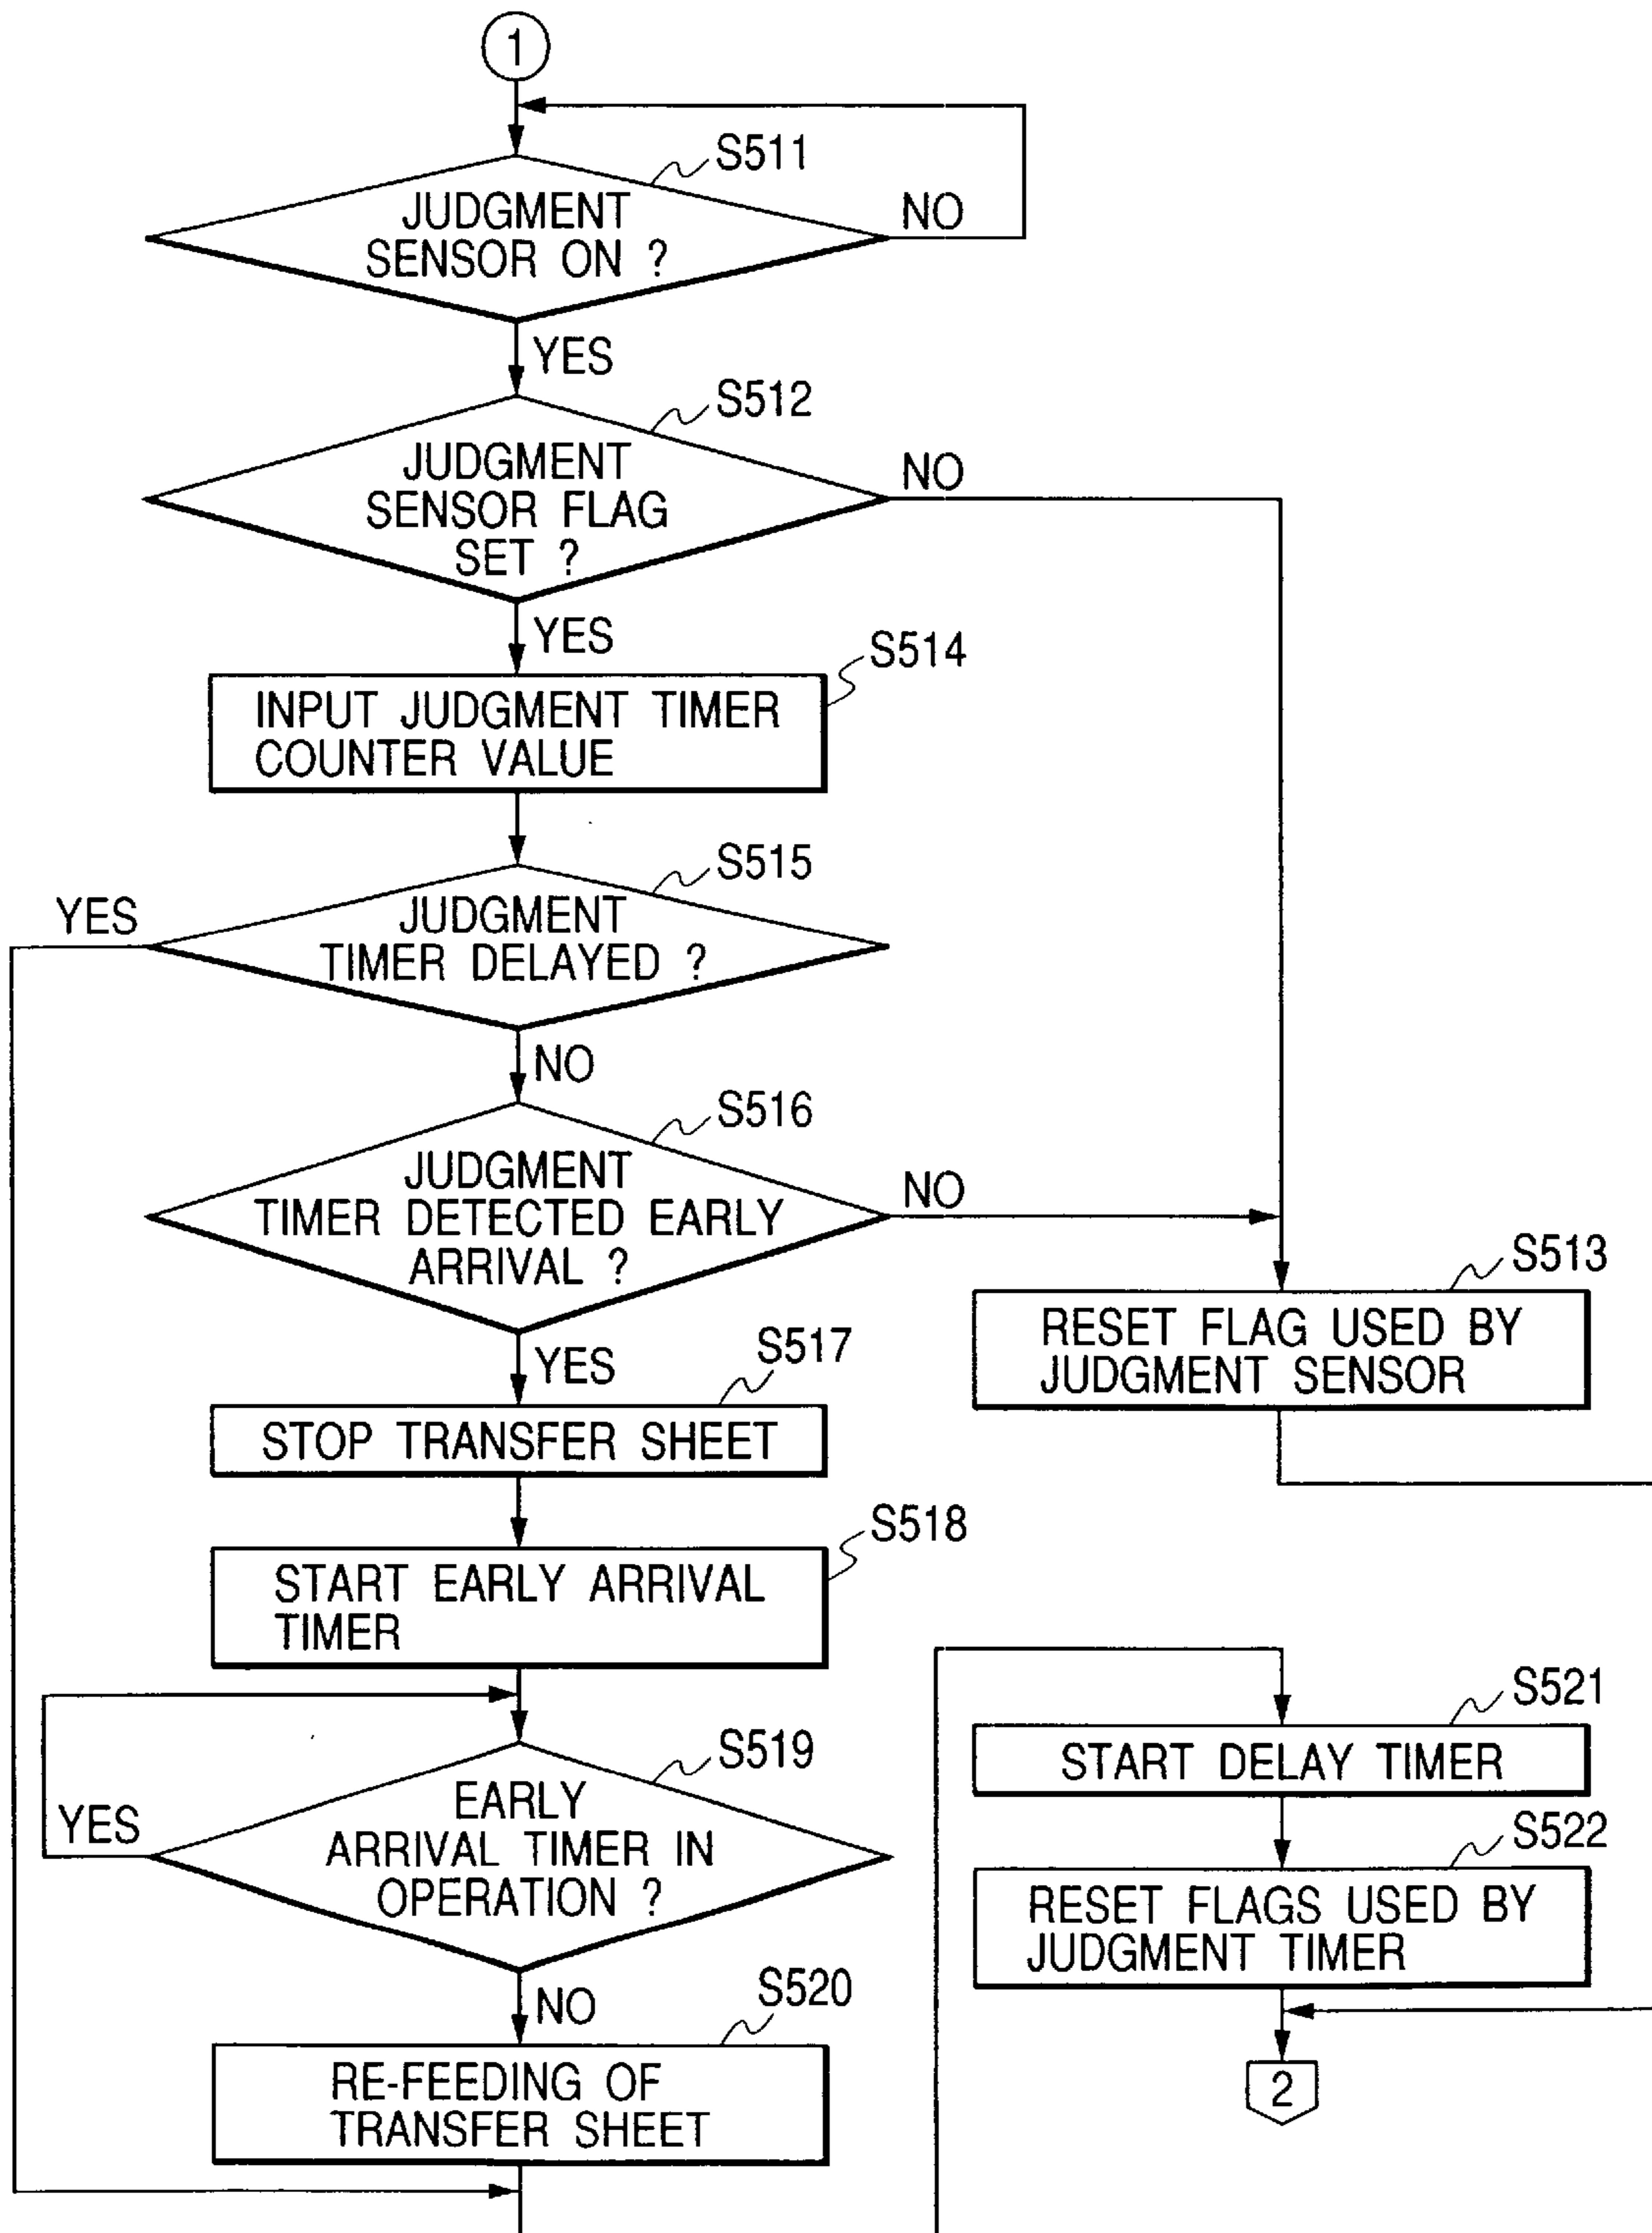 1
S511
JUDGMENT
SENSOR ON ?
NO
YES
S512
JUDGMENT
SENSOR FLAG
SET ?
NO
YES
S514
INPUT JUDGMENT TIMER
COUNTER VALUE
S515
YES
JUDGMENT
TIMER DELAYED ?
NO
S516
JUDGMENT
TIMER DETECTED EARLY
ARRIVAL ?
NO
S513
RESET FLAG USED BY
JUDGMENT SENSOR
YES
S517
STOP TRANSFER SHEET
S518
START EARLY ARRIVAL
TIMER
S519
YES
EARLY
ARRIVAL TIMER IN
OPERATION ?
NO
S520
RE-FEEDING OF
TRANSFER SHEET
S521
START DELAY TIMER
S522
RESET FLAGS USED BY
JUDGMENT TIMER
2